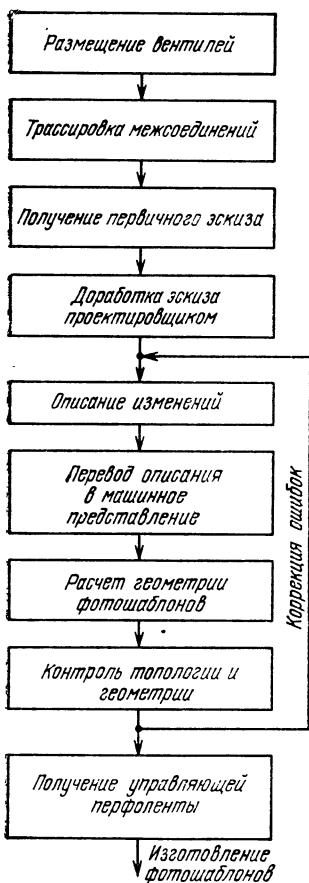 Размещение вентилей
Трассировка межсоединений
Получение первичного эскиза
Доработка эскиза
проектировщиком
Описание изменений
Перевод описания
в машинное
представление
Расчет геометрии
фотошаблонов
Контроль топологии и
геометрии
Коррекция ошибок
Получение управляющей
перфоленты
Изготовление
фотошаблонов